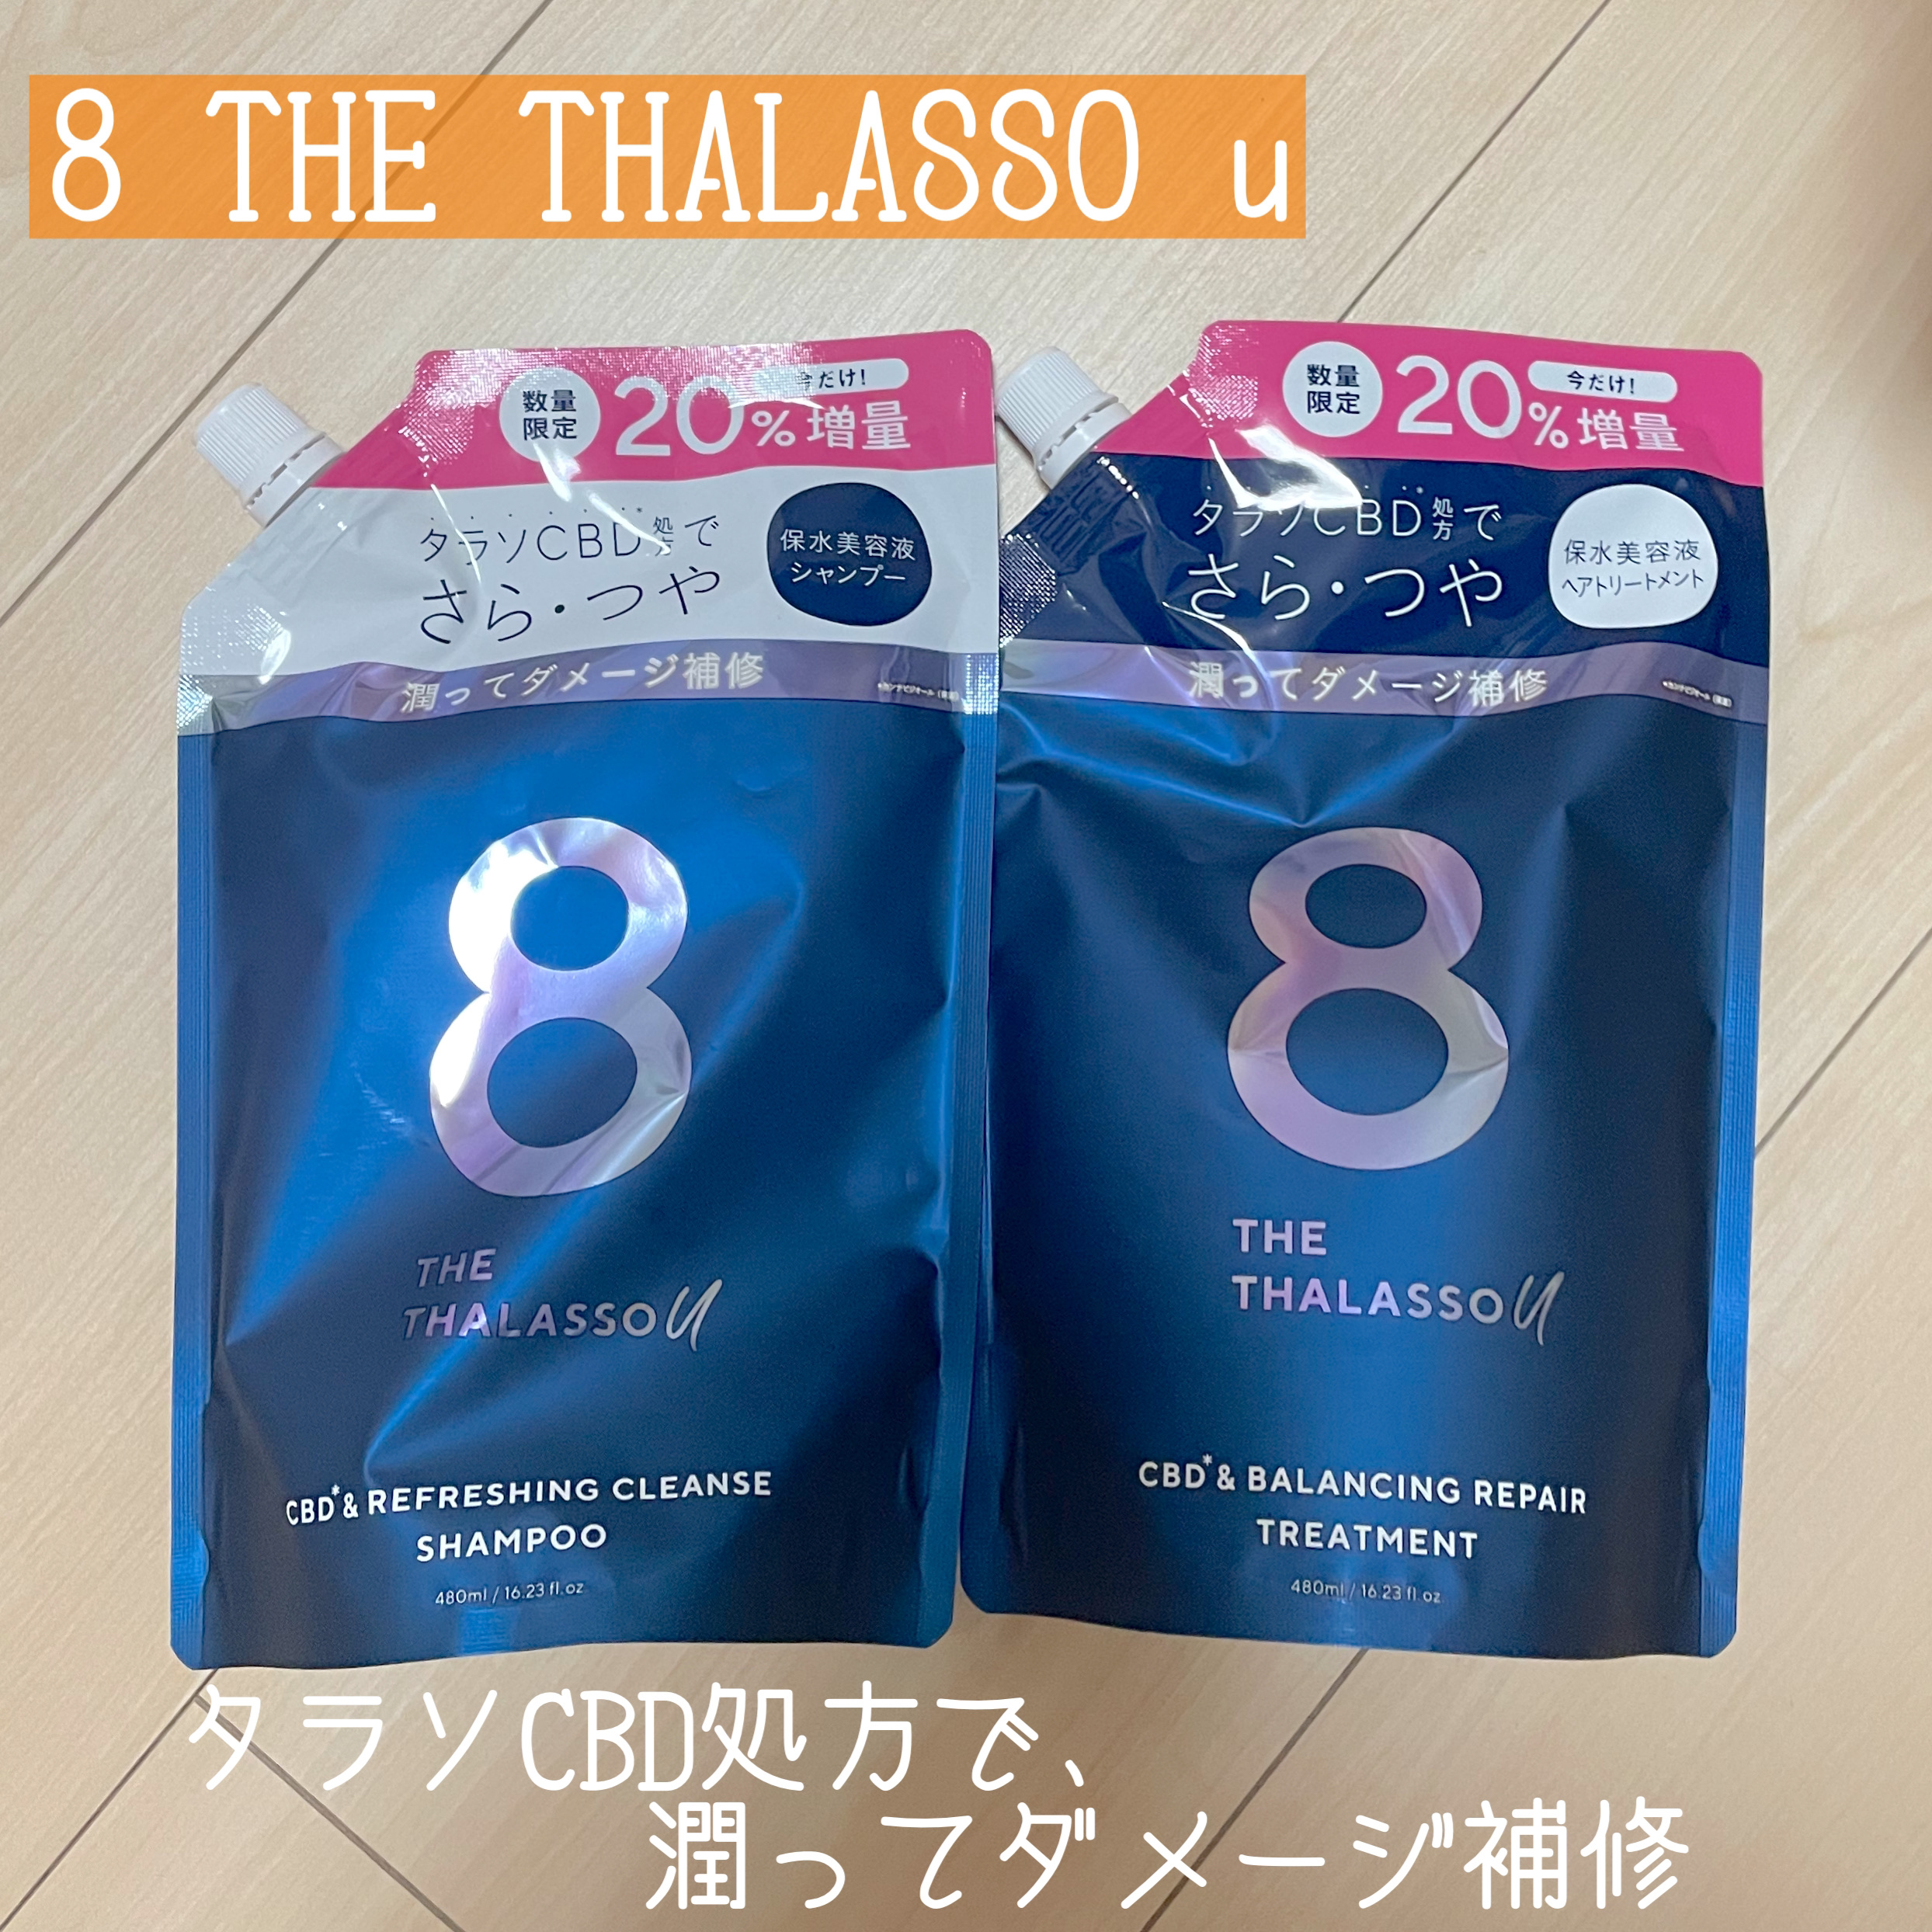 8 THE THALASSO u
数量
限定
20%増量
今だけ!
タラソCBD*処方で
さら・つや
保水美容液
シャンプー
潤ってダメージ補修
8
THE
THALASSO u
CBD*& REFRESHING CLEANSE
SHAMPOO
480ml / 16.23 fl.oz
数量
限定
20%増量
今だけ!
タラソCBD*処方で
さら・つや
保水美容液
ヘアトリートメント
潤ってダメージ補修
8
THE
THALASSO u
CBD*& BALANCING REPAIR
TREATMENT
480ml / 16.23 fl.oz
タラソCBD処方で、
潤ってダメージ補修